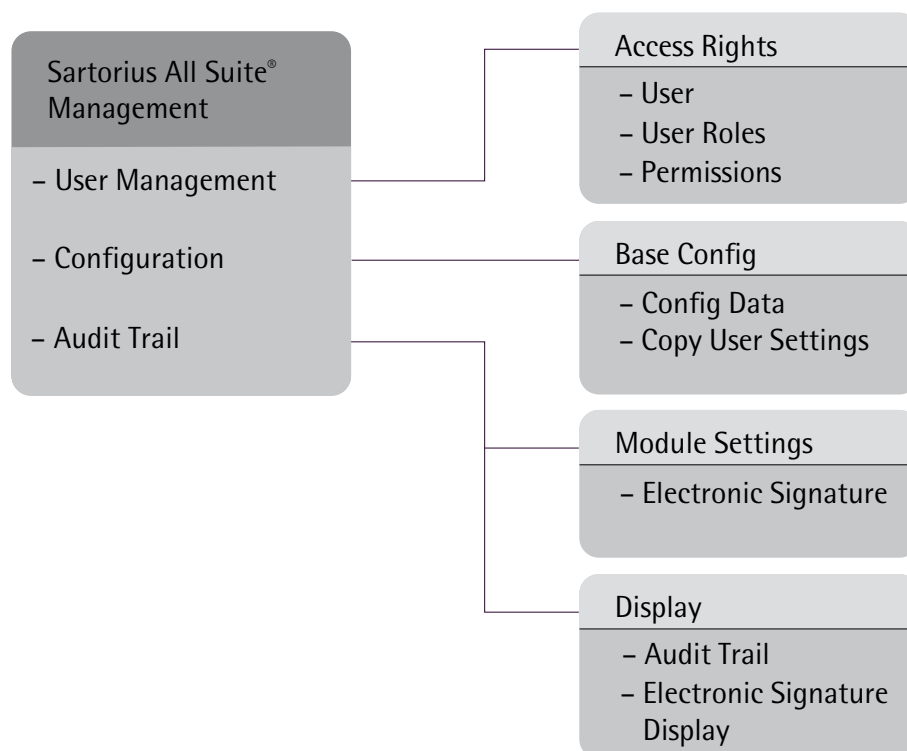 Sartorius All Suite®
Management
– User Management
– Configuration
– Audit Trail
Access Rights
– User
– User Roles
– Permissions
Base Config
– Config Data
– Copy User Settings
Module Settings
– Electronic Signature
Display
– Audit Trail
– Electronic Signature
Display